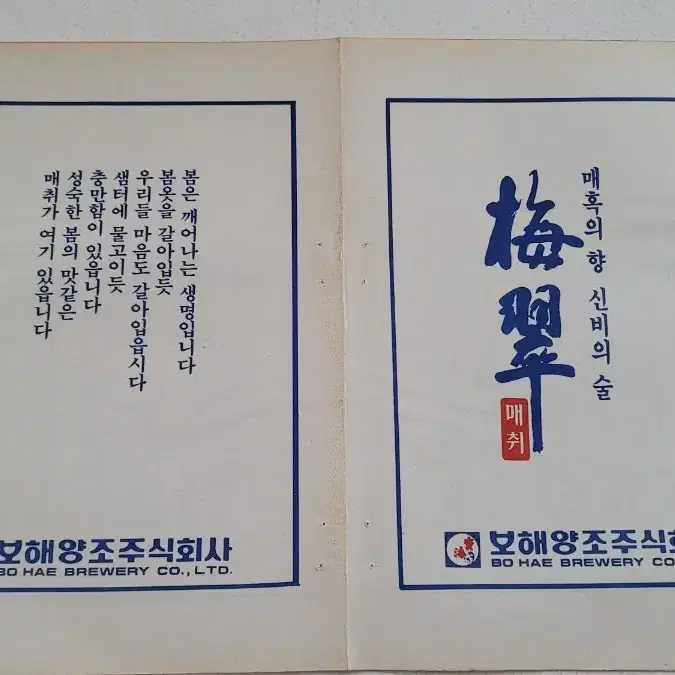 봄은 깨어나는 생명입니다
봄옷을 갈아입듯
우리들 마음도 갈아입읍시다
샘터에 물고이듯
충만함이 있읍니다
성숙한 봄의 맛같은
매취가 여기 있읍니다
보해양조주식회사
BO HAE BREWERY CO., LTD.
매혹의 향 신비의 술
梅翠
매취
보해양조주식회
BO HAE BREWERY CO